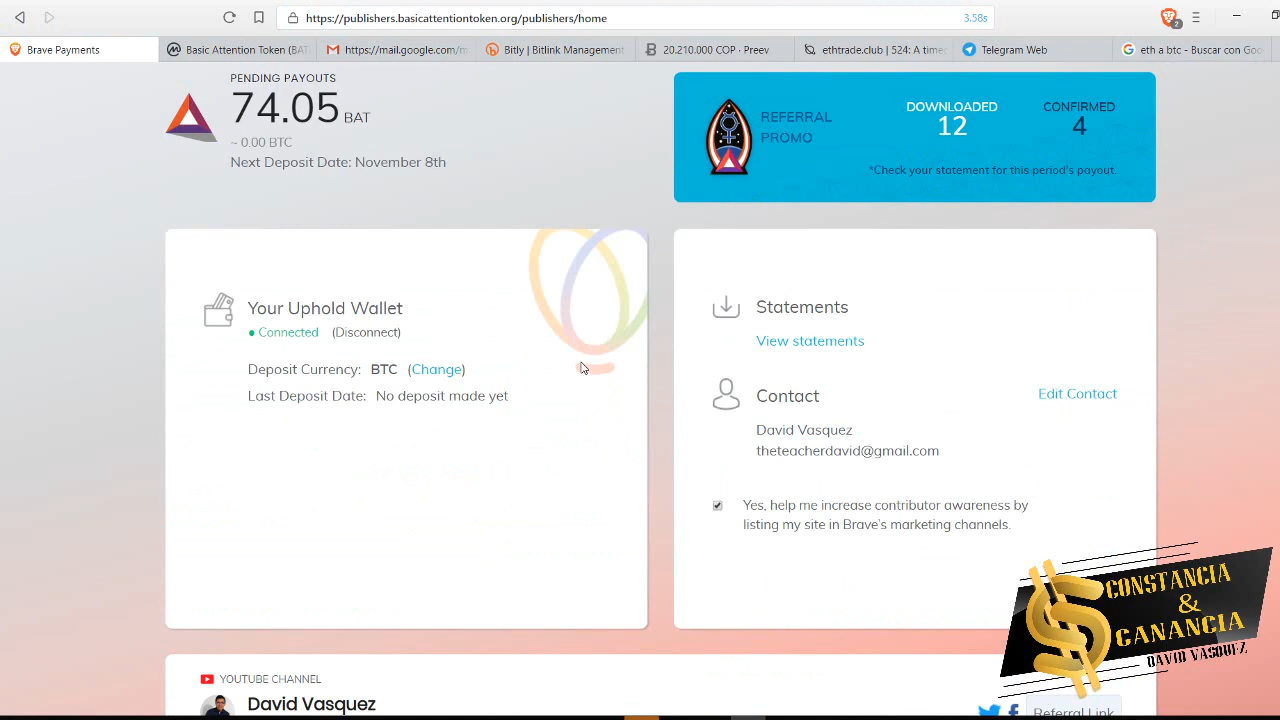 https://publishers.basicattentiontoken.org/publishers/home
3.58s
2
Brave Payments
Basic Attention Token (BAT
https://mail.google.com/m
Bitly | Bitlink Management
20.210.000 COP - Preev
ethtrade.club | 524: A time
Telegram Web
eth a btc - Buscar con Goo
PENDING PAYOUTS
74.05 BAT
~ 0.00 BTC
Next Deposit Date: November 8th
REFERRAL
PROMO
DOWNLOADED
12
CONFIRMED
4
*Check your statement for this period's payout.
Your Uphold Wallet
Connected (Disconnect)
Deposit Currency: BTC (Change)
Last Deposit Date: No deposit made yet
Statements
View statements
Contact
Edit Contact
David Vasquez
theteacherdavid@gmail.com
Yes, help me increase contributor awareness by
listing my site in Brave's marketing channels.
CONSTANCIA
&
GANANCIA
DAVID VASQUEZ
YOUTUBE CHANNEL
David Vasquez
Referral Link